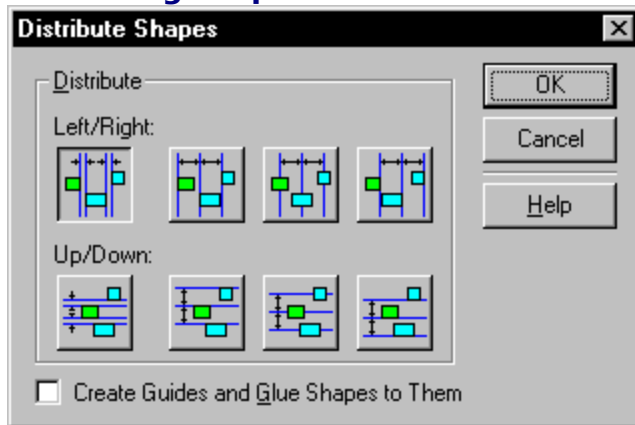 Distribute Shapes
Distribute
OK
Left/Right:
Cancel
Help
Up/Down:
Create Guides and Glue Shapes to Them